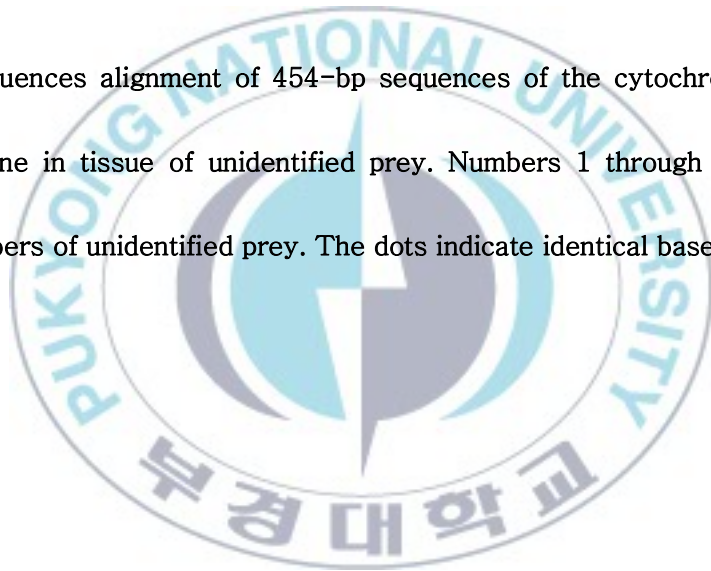 PUKYONG NATIONAL UNIVERSITY
uences alignment of 454-bp sequences of the cytochr
ne in tissue of unidentified prey. Numbers 1 through
bers of unidentified prey. The dots indicate identical base
부경대학교